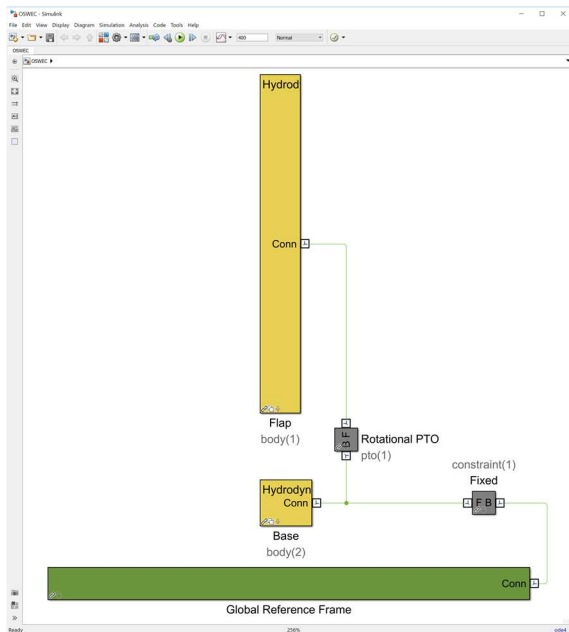 OSWEC - Simulink
File Edit View Display Diagram Simulation Analysis Code Tools Help
400 Normal
OSWEC
OSWEC
Hydrod
Conn
Flap
body(1)
B F
Rotational PTO
pto(1)
constraint(1)
Fixed
F B
Hydrodyn
Conn
Base
body(2)
Conn
Global Reference Frame
Ready 256% ode4